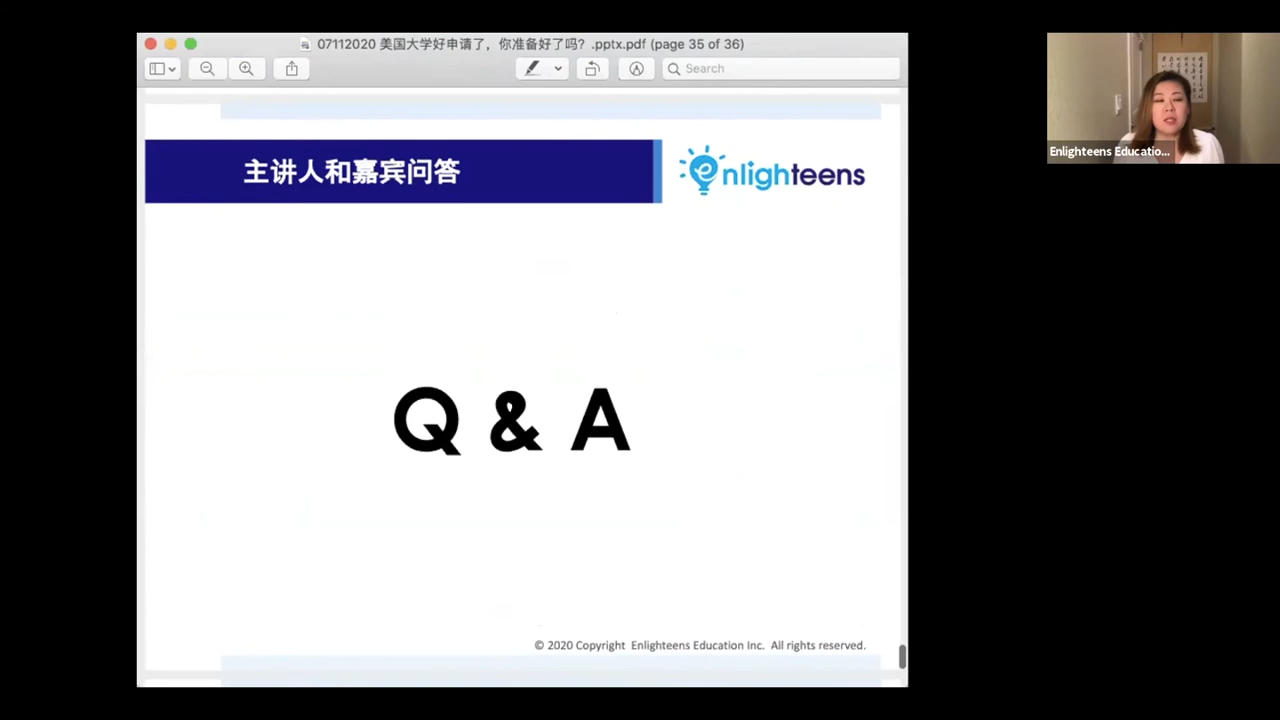 07112020 美国大学好申请了，你准备好了吗？.pptx.pdf (page 35 of 36)
Search
主讲人和嘉宾问答
enlighteens
Q & A
© 2020 Copyright Enlighteens Education Inc. All rights reserved.
Enlighteens Educatio...